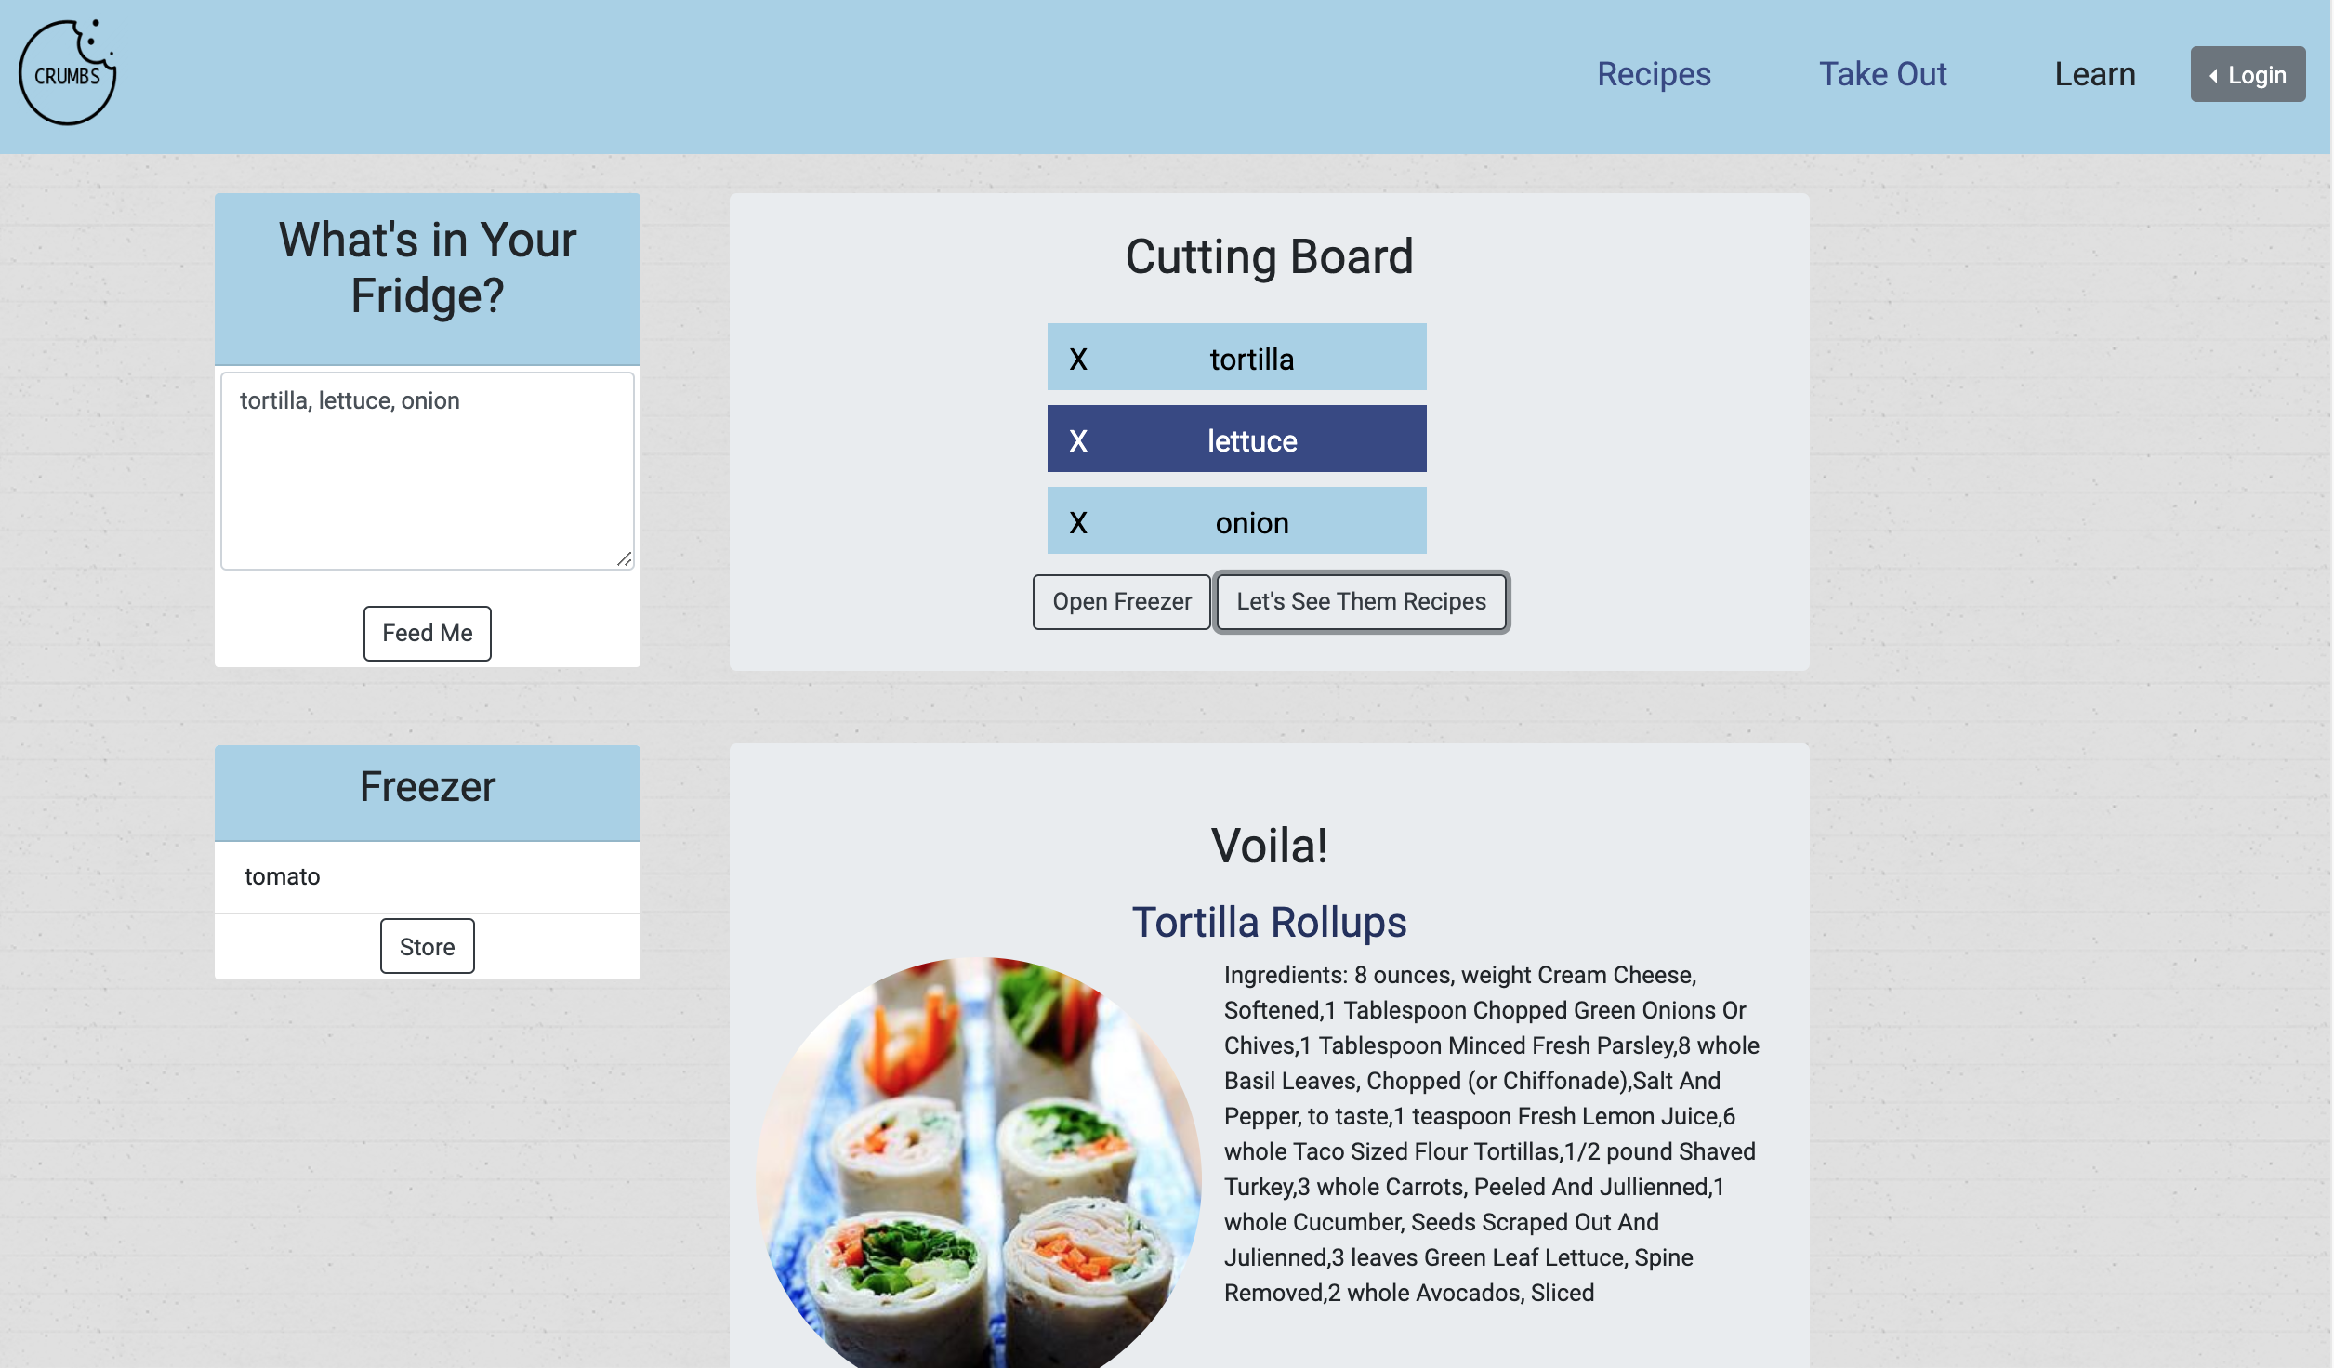 CRUMBS
Recipes
Take Out
Learn
Login
What's in Your
Fridge?
tortilla, lettuce, onion
Feed Me
Cutting Board
X tortilla
X lettuce
X onion
Open Freezer
Let's See Them Recipes
Freezer
tomato
Store
Voila!
Tortilla Rollups
Ingredients: 8 ounces, weight Cream Cheese,
Softened,1 Tablespoon Chopped Green Onions Or
Chives,1 Tablespoon Minced Fresh Parsley,8 whole
Basil Leaves, Chopped (or Chiffonade),Salt And
Pepper, to taste,1 teaspoon Fresh Lemon Juice,6
whole Taco Sized Flour Tortillas,1/2 pound Shaved
Turkey,3 whole Carrots, Peeled And Jullienned,1
whole Cucumber, Seeds Scraped Out And
Julienned,3 leaves Green Leaf Lettuce, Spine
Removed,2 whole Avocados, Sliced